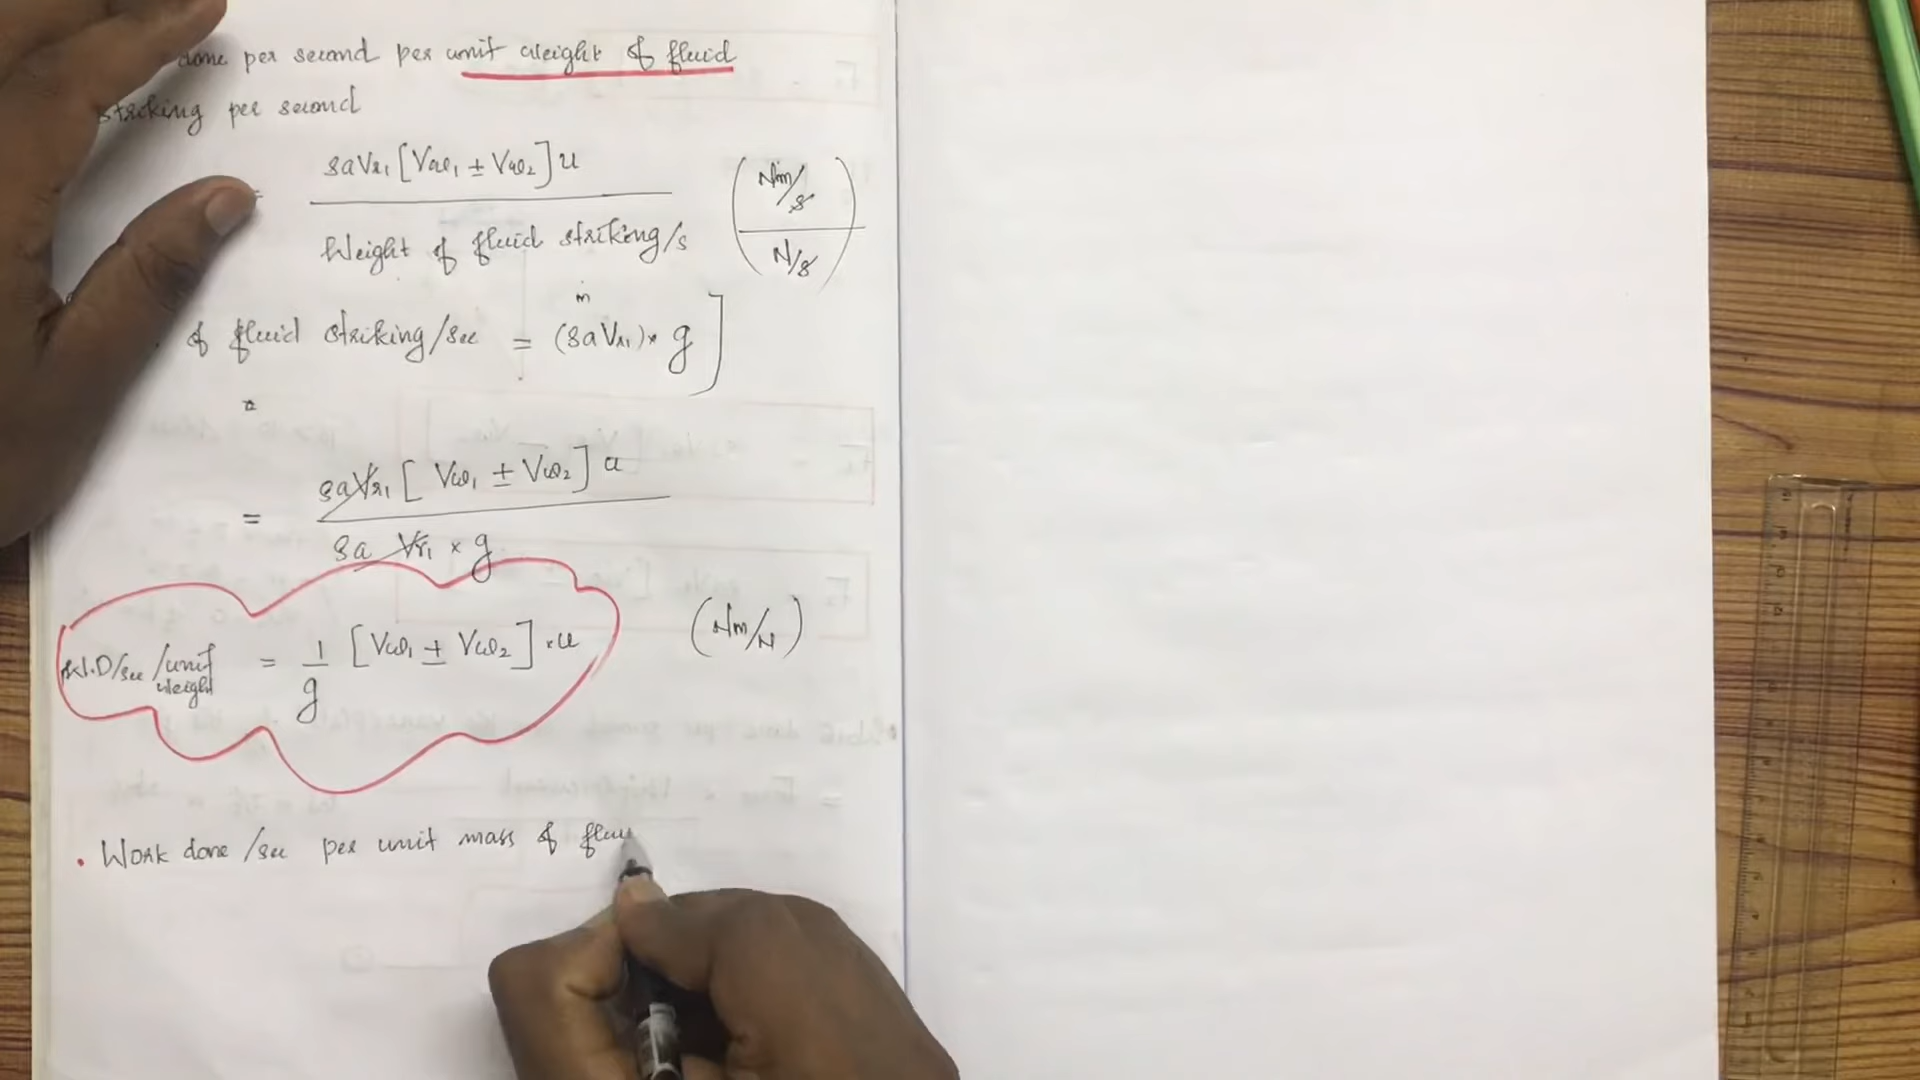 done per second per unit weight of fluid
striking per second
= ρaVr₁ [Vw₁ ± Vw₂] u / Weight of fluid striking/s (Nm/s / N/s)
ṁ
of fluid striking/sec = (ρaVr₁) × g ]
= ρaVr₁ [Vw₁ ± Vw₂] u / ρa Vr₁ × g
W.D/sec /unit weight = 1/g [Vw₁ ± Vw₂] × u (Nm/N)
• Work done /sec per unit mass of flu